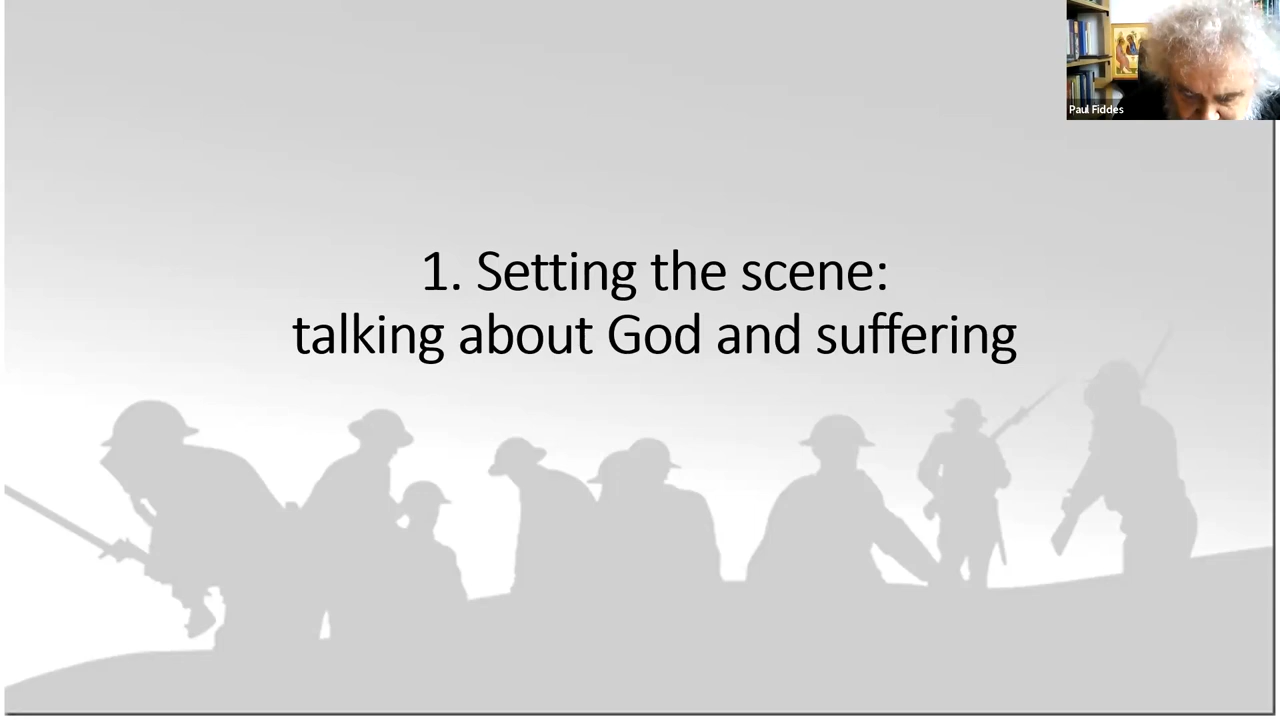 Paul Fiddes
1. Setting the scene:
talking about God and suffering